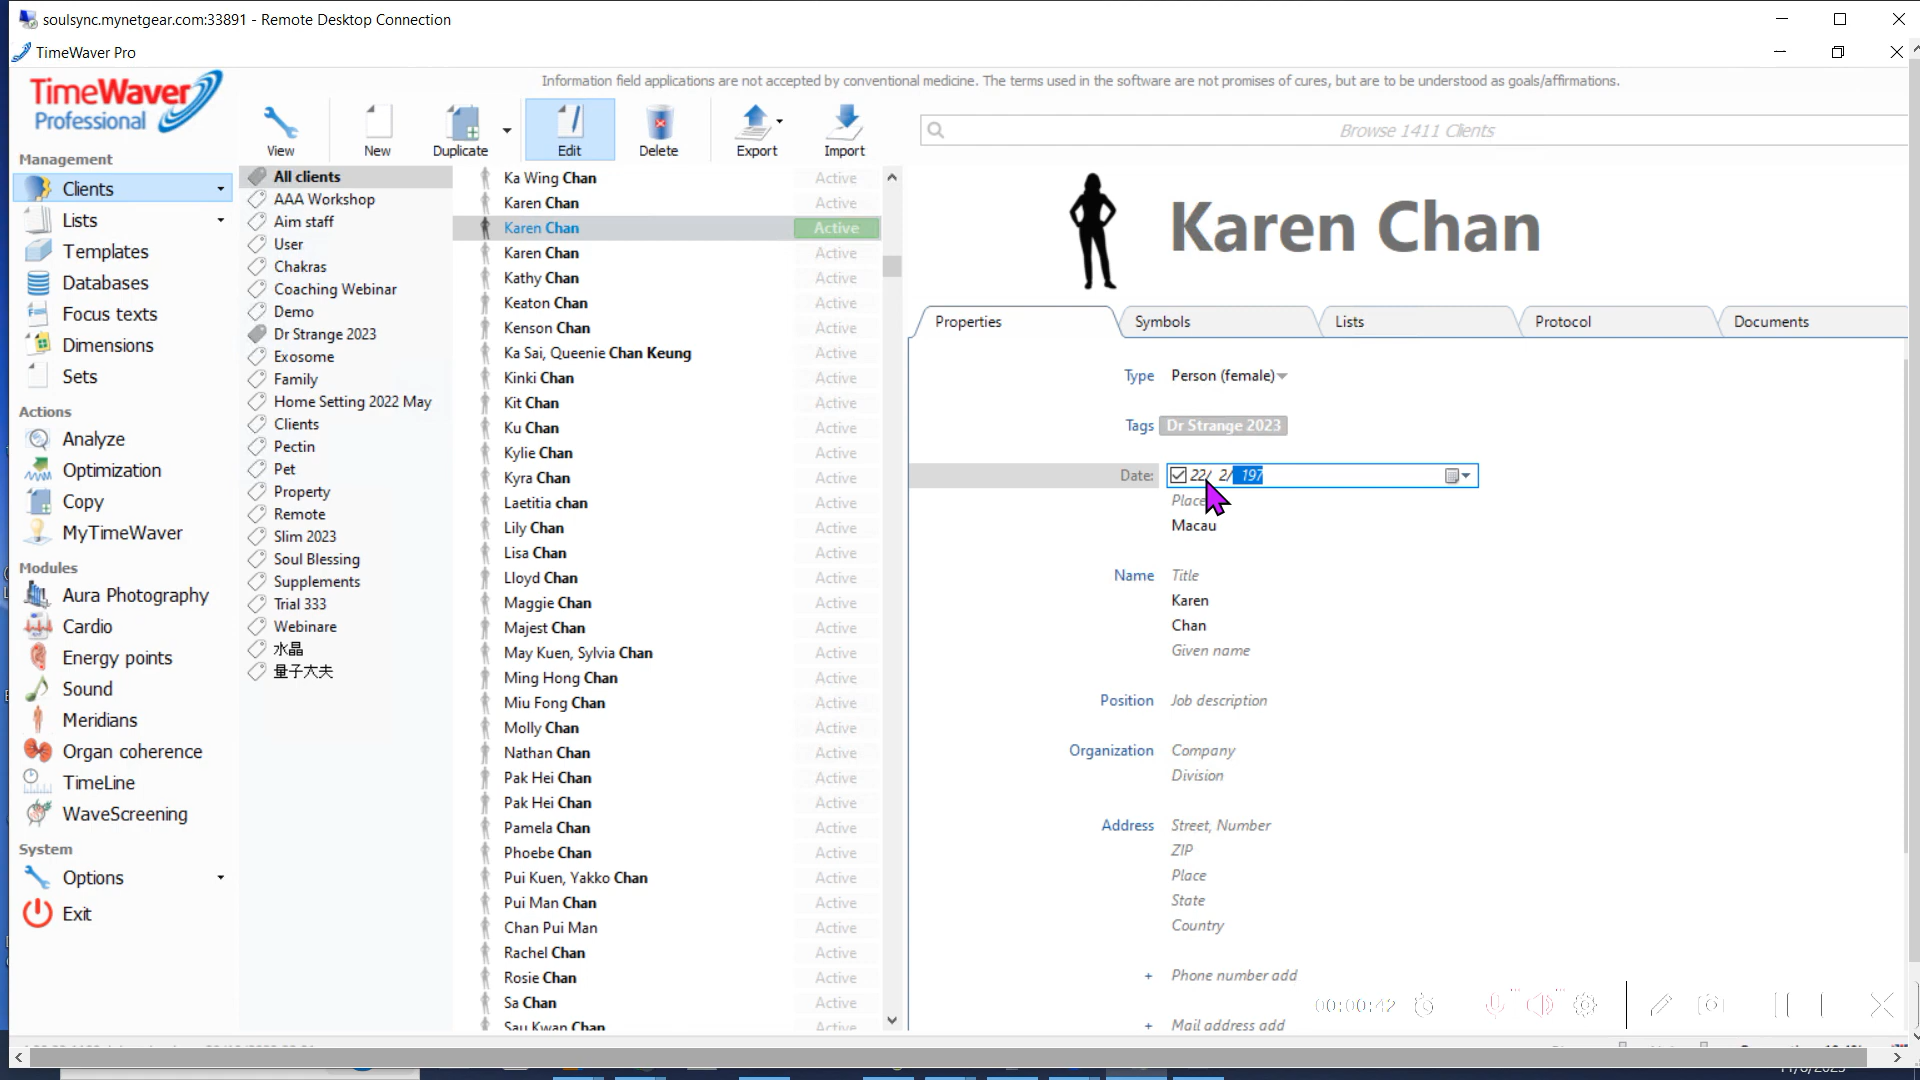 soulsync.mynetgear.com:33891 - Remote Desktop Connection
TimeWaver Pro
TimeWaver
Professional
Information field applications are not accepted by conventional medicine. The terms used in the software are not promises of cures, but are to be understood as goals/affirmations.
View
New
Duplicate
Edit
Delete
Export
Import
Browse 1411 Clients
Management
Clients
Lists
Templates
Databases
Focus texts
Dimensions
Sets
Actions
Analyze
Optimization
Copy
MyTimeWaver
Modules
Aura Photography
Cardio
Energy points
Sound
Meridians
Organ coherence
TimeLine
WaveScreening
System
Options
Exit
All clients
AAA Workshop
Aim staff
User
Chakras
Coaching Webinar
Demo
Dr Strange 2023
Exosome
Family
Home Setting 2022 May
Clients
Pectin
Pet
Property
Remote
Slim 2023
Soul Blessing
Supplements
Trial 333
Webinare
水晶
量子大夫
Ka Wing Chan Active
Karen Chan Active
Karen Chan Active
Karen Chan Active
Kathy Chan Active
Keaton Chan Active
Kenson Chan Active
Ka Sai, Queenie Chan Keung Active
Kinki Chan Active
Kit Chan Active
Ku Chan Active
Kylie Chan Active
Kyra Chan Active
Laetitia chan Active
Lily Chan Active
Lisa Chan Active
Lloyd Chan Active
Maggie Chan Active
Majest Chan Active
May Kuen, Sylvia Chan Active
Ming Hong Chan Active
Miu Fong Chan Active
Molly Chan Active
Nathan Chan Active
Pak Hei Chan Active
Pak Hei Chan Active
Pamela Chan Active
Phoebe Chan Active
Pui Kuen, Yakko Chan Active
Pui Man Chan Active
Chan Pui Man Active
Rachel Chan Active
Rosie Chan Active
Sa Chan Active
Sau Kwan Chan Active
Karen Chan
Properties
Symbols
Lists
Protocol
Documents
Type Person (female)
Tags Dr Strange 2023
Date: 22/ 2/ 197
Place
Macau
Name Title
Karen
Chan
Given name
Position Job description
Organization Company
Division
Address Street, Number
ZIP
Place
State
Country
+ Phone number add
+ Mail address add
00:00:42